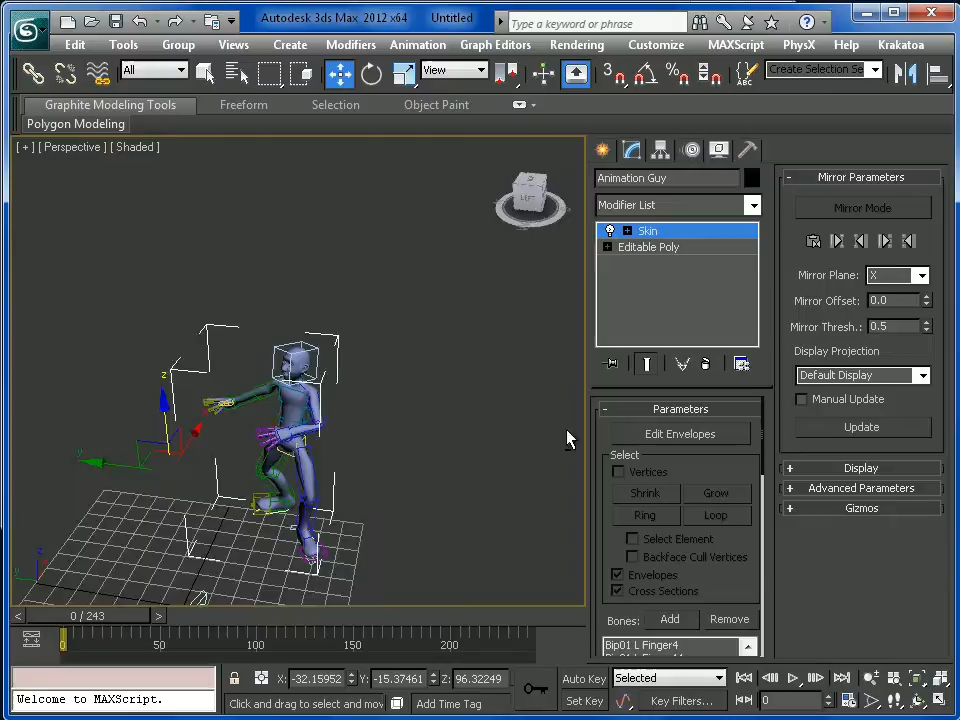 Autodesk 3ds Max 2012 x64 Untitled
Type a keyword or phrase
Edit Tools Group Views Create Modifiers Animation Graph Editors Rendering Customize MAXScript PhysX Help Krakatoa
All View 3 % ABC Create Selection Se
Graphite Modeling Tools Freeform Selection Object Paint
Polygon Modeling
[ + ] [ Perspective ] [ Shaded ]
LEFT
z
Animation Guy
Modifier List
Skin
Editable Poly
Parameters
Edit Envelopes
Select
Vertices
Shrink Grow
Ring Loop
Select Element
Backface Cull Vertices
Envelopes
Cross Sections
Bones: Add Remove
Bip01 L Finger4
Mirror Parameters
Mirror Mode
Mirror Plane: X
Mirror Offset: 0.0
Mirror Thresh.: 0.5
Display Projection
Default Display
Manual Update
Update
Display
Advanced Parameters
Gizmos
z
< 0 / 243 >
0 50 100 150 200
X: -32.15952 Y: -15.37461 Z: 96.32249
Auto Key Selected
Welcome to MAXScript.
Click and drag to select and mov
Add Time Tag
Set Key Key Filters... 0